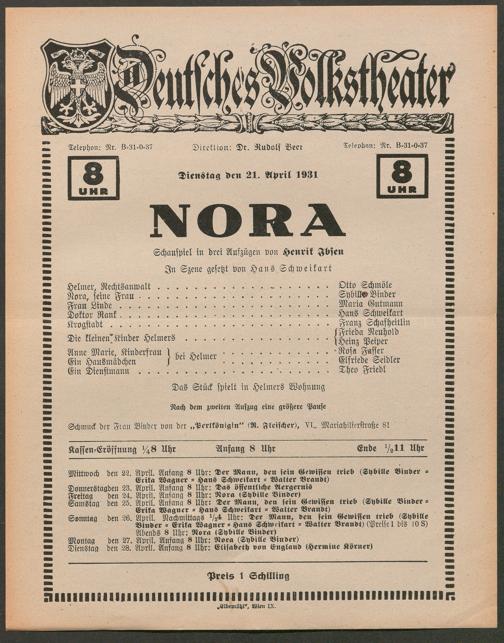 Deutsches Volkstheater
Telephon: Nr. B-31-0-37 Direktion: Dr. Rudolf Beer Telephon: Nr. B-31-0-37
8 UHR Dienstag den 21. April 1931 8 UHR
NORA
Schauspiel in drei Aufzügen von Henrik Ibsen
In Szene gesetzt von Hans Schweikart
Helmer, Rechtsanwalt . . . Otto Schmöle
Nora, seine Frau . . . Sybille Binder
Frau Linde . . . Maria Gutmann
Doktor Rank . . . Hans Schweikart
Krogstadt . . . Franz Schafheitlin
Die kleinen Kinder Helmers . . . { Frieda Neuhold
{ Heinz Peiper
Anne Marie, Kinderfrau } bei Helmer . . . Rosa Fasser
Ein Hausmädchen } Elfriede Seidler
Ein Dienstmann . . . Theo Friedl
Das Stück spielt in Helmers Wohnung
Nach dem zweiten Aufzug eine größere Pause
Schmuck der Frau Binder von der „Perlkönigin“ (R. Fleischer), VI., Mariahilferstraße 81
Kassen-Eröffnung 1/48 Uhr Anfang 8 Uhr Ende 1/211 Uhr
Mittwoch den 22. April. Anfang 8 Uhr: Der Mann, den sein Gewissen trieb (Sybille Binder =
Erika Wagner = Hans Schweikart = Walter Brandt)
Donnerstag den 23. April. Anfang 8 Uhr: Das öffentliche Aergernis
Freitag den 24. April. Anfang 8 Uhr: Nora (Sybille Binder)
Samstag den 25. April. Anfang 8 Uhr: Der Mann, den sein Gewissen trieb (Sybille Binder =
Erika Wagner = Hans Schweikart = Walter Brandt)
Sonntag den 26. April. Nachmittags 1/24 Uhr: Der Mann, den sein Gewissen trieb (Sybille
Binder = Erika Wagner = Hans Schweikart = Walter Brandt) (Preise 1 bis 10 S)
Abends 8 Uhr: Nora (Sybille Binder)
Montag den 27. April. Anfang 8 Uhr: Nora (Sybille Binder)
Dienstag den 28. April. Anfang 8 Uhr: Elisabeth von England (Hermine Körner)
Preis 1 Schilling
„Elbemühl“, Wien IX.